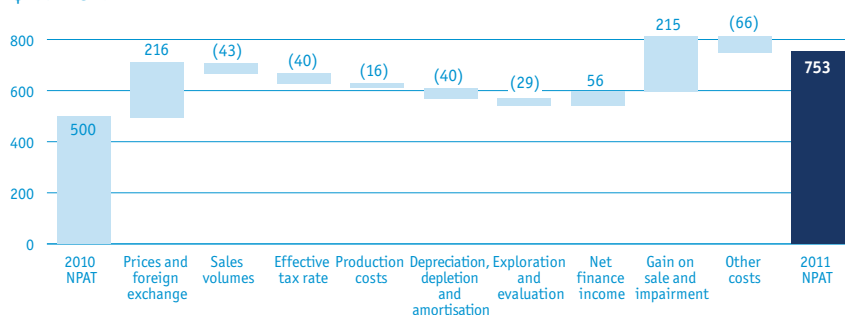 800
600
400
200
0
500
216
(43)
(40)
(16)
(40)
(29)
56
215
(66)
753
2010
NPAT
Prices and
foreign
exchange
Sales
volumes
Effective
tax rate
Production
costs
Depreciation,
depletion
and
amortisation
Exploration
and
evaluation
Net
finance
income
Gain on
sale and
impairment
Other
costs
2011
NPAT